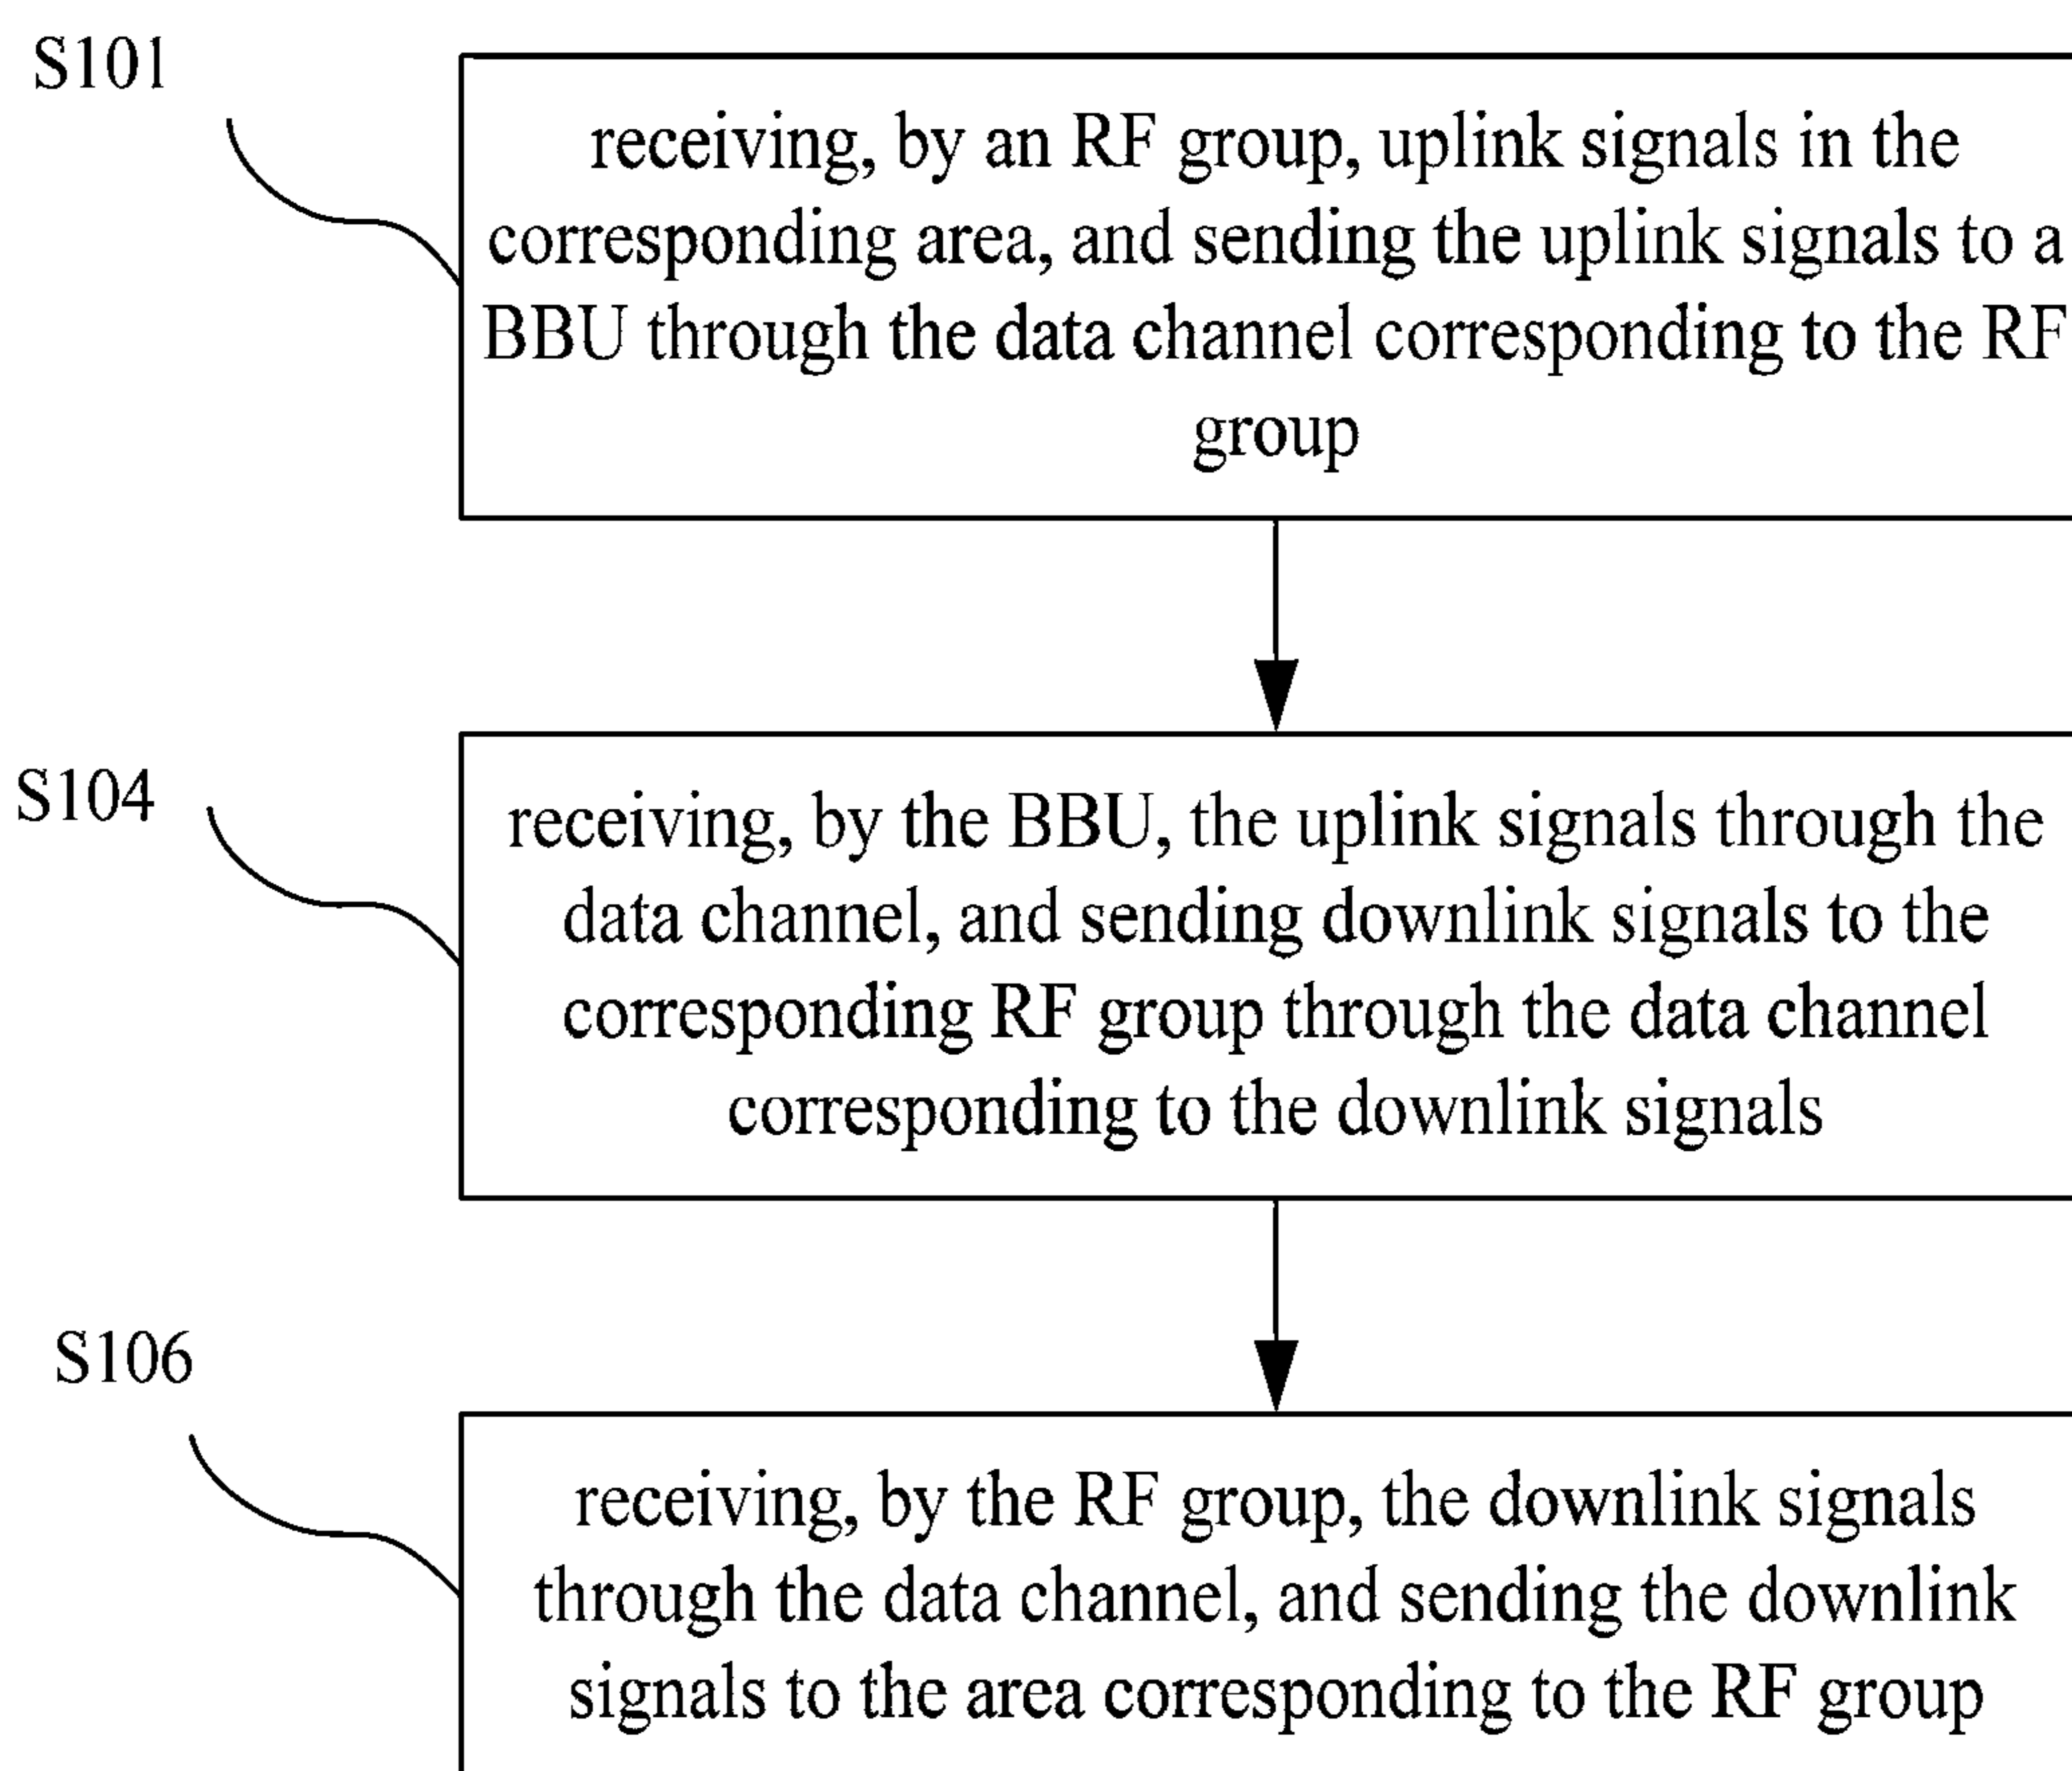 S101
receiving, by an RF group, uplink signals in the
corresponding area, and sending the uplink signals to a
BBU through the data channel corresponding to the RF
group
S104
receiving, by the BBU, the uplink signals through the
data channel, and sending downlink signals to the
corresponding RF group through the data channel
corresponding to the downlink signals
S106
receiving, by the RF group, the downlink signals
through the data channel, and sending the downlink
signals to the area corresponding to the RF group